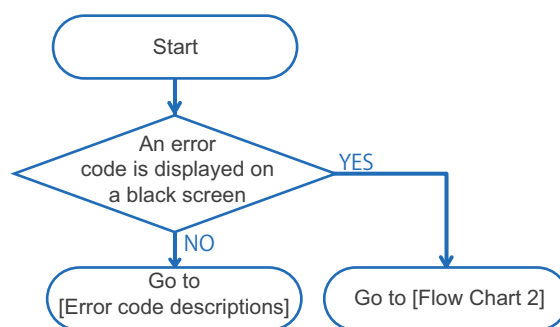 Start
An error
code is displayed on
a black screen
YES
NO
Go to
[Error code descriptions]
Go to [Flow Chart 2]